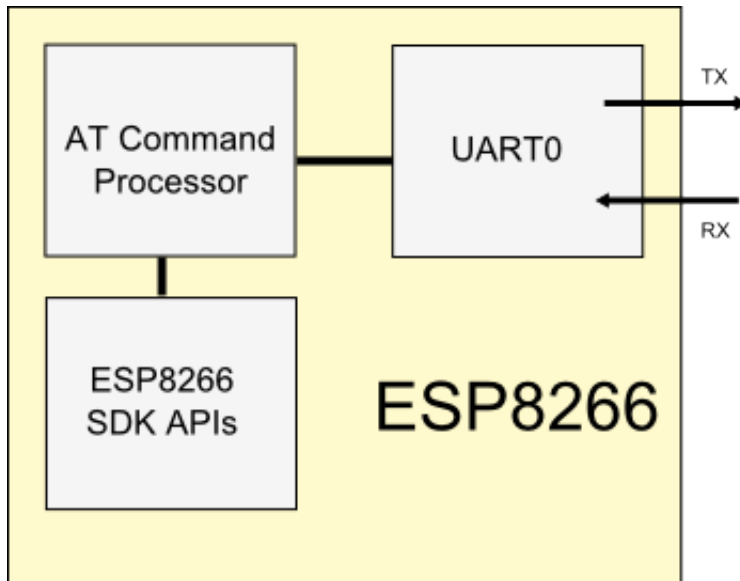 AT Command
Processor
UART0
TX
RX
ESP8266
SDK APIs
ESP8266